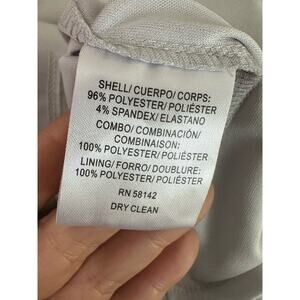 SHELL/CUERPO/CORPS:
96% POLYESTER/POLIÉSTER
4% SPANDEX/ELASTANO
COMBO/COMBINACIÓN/
COMBINAISON:
100% POLYESTER/POLIÉSTER
LINING/FORRO/DOUBLURE:
100% POLYESTER/POLIÉSTER
RN 58142
DRY CLEAN